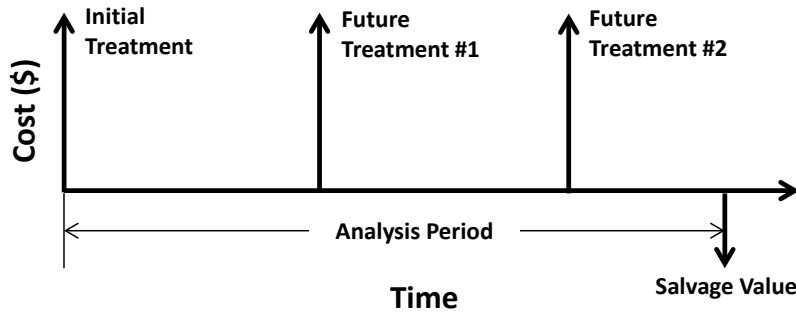 Initial
Treatment
Future
Treatment #1
Future
Treatment #2
Cost ($)
Analysis Period
Salvage Value
Time